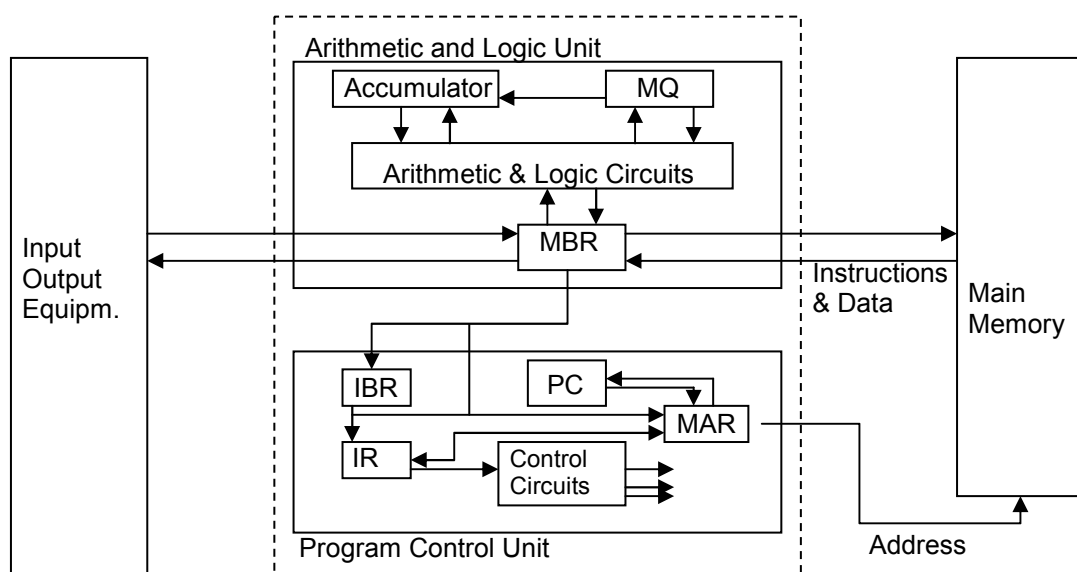 Arithmetic and Logic Unit
Accumulator
MQ
Arithmetic & Logic Circuits
MBR
Input
Output
Equipm.
Instructions
& Data
Main
Memory
IBR
PC
MAR
IR
Control
Circuits
Program Control Unit
Address